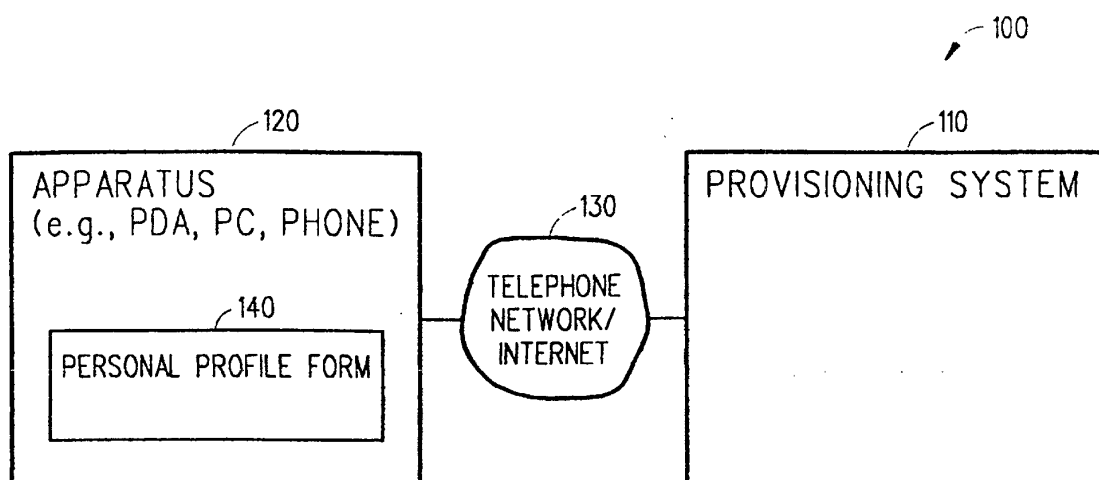 100
120
110
APPARATUS
(e.g., PDA, PC, PHONE)
PROVISIONING SYSTEM
130
TELEPHONE
NETWORK/
INTERNET
140
PERSONAL PROFILE FORM